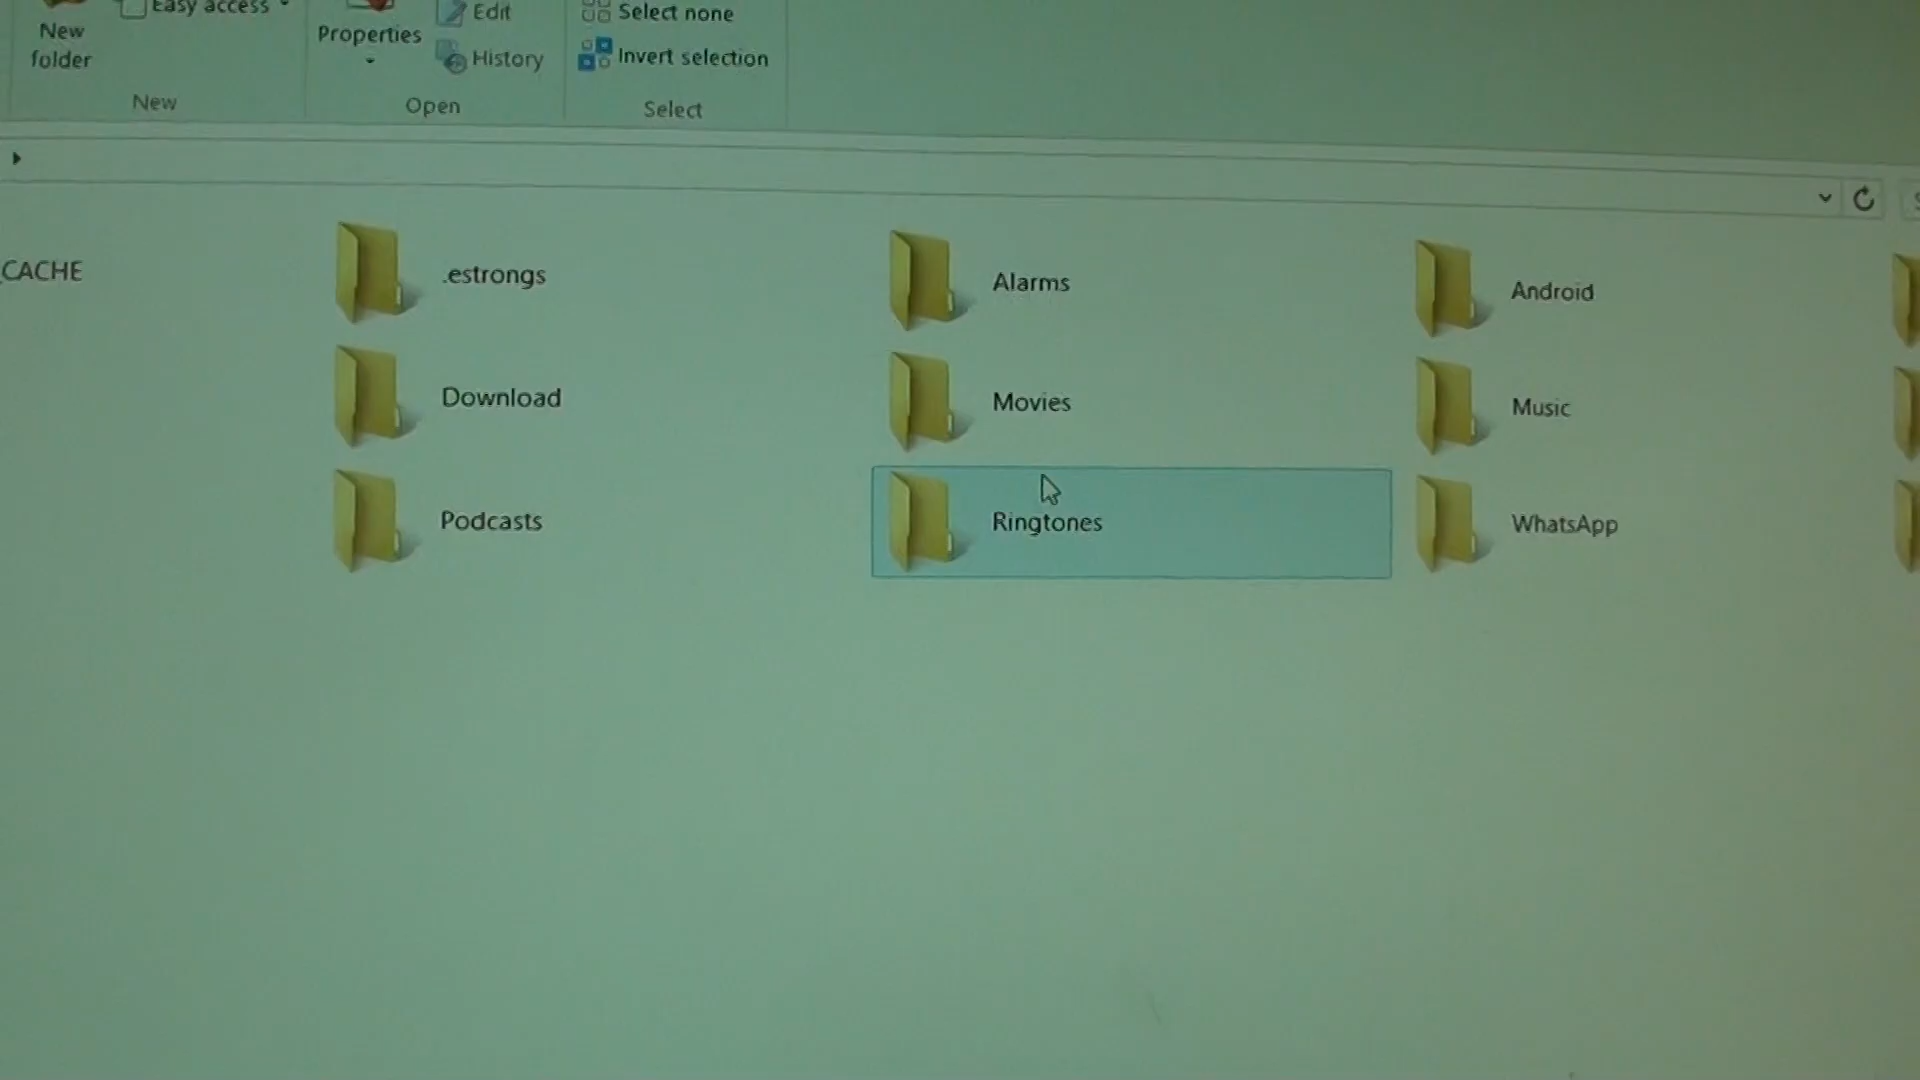 Easy access
New
folder
New
Properties
Edit
History
Open
Select none
Invert selection
Select
_CACHE
.estrongs
Alarms
Android
Download
Movies
Music
Podcasts
Ringtones
WhatsApp